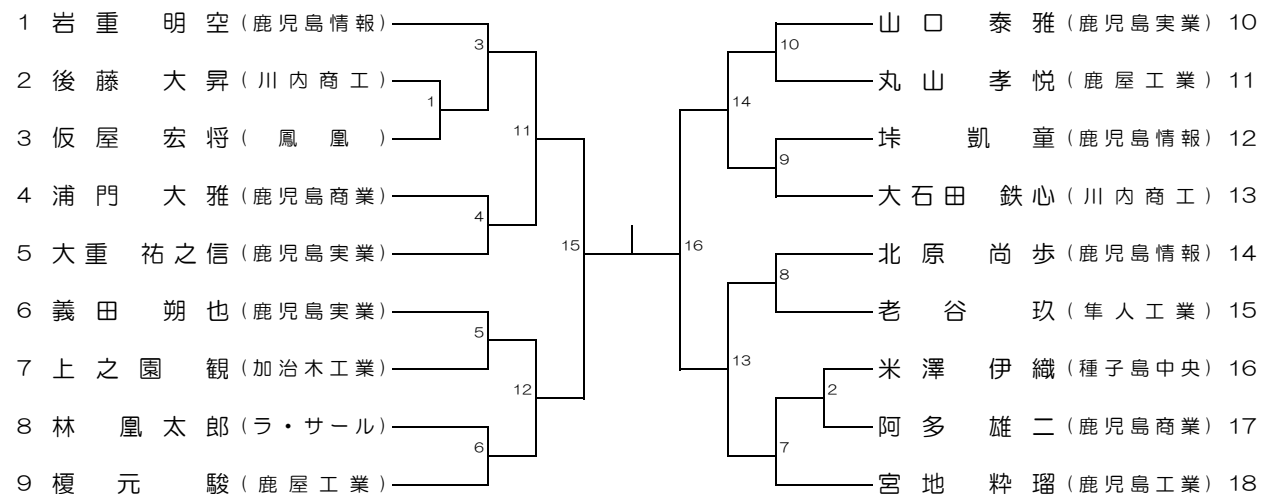 1 岩重 明空 (鹿児島情報)
2 後藤 大昇 (川内商工)
3 仮屋 宏将 (鳳凰)
4 浦門 大雅 (鹿児島商業)
5 大重 祐之信 (鹿児島実業)
6 義田 朔也 (鹿児島実業)
7 上之園 観 (加治木工業)
8 林 凰太郎 (ラ・サール)
9 榎元 駿 (鹿屋工業)
3
1
11
4
15
5
12
6
16
10
14
9
8
13
2
7
山口 泰雅 (鹿児島実業) 10
丸山 孝悦 (鹿屋工業) 11
垰 凱童 (鹿児島情報) 12
大石田 鉄心 (川内商工) 13
北原 尚歩 (鹿児島情報) 14
老谷 玖 (隼人工業) 15
米澤 伊織 (種子島中央) 16
阿多 雄二 (鹿児島商業) 17
宮地 粋瑠 (鹿児島工業) 18